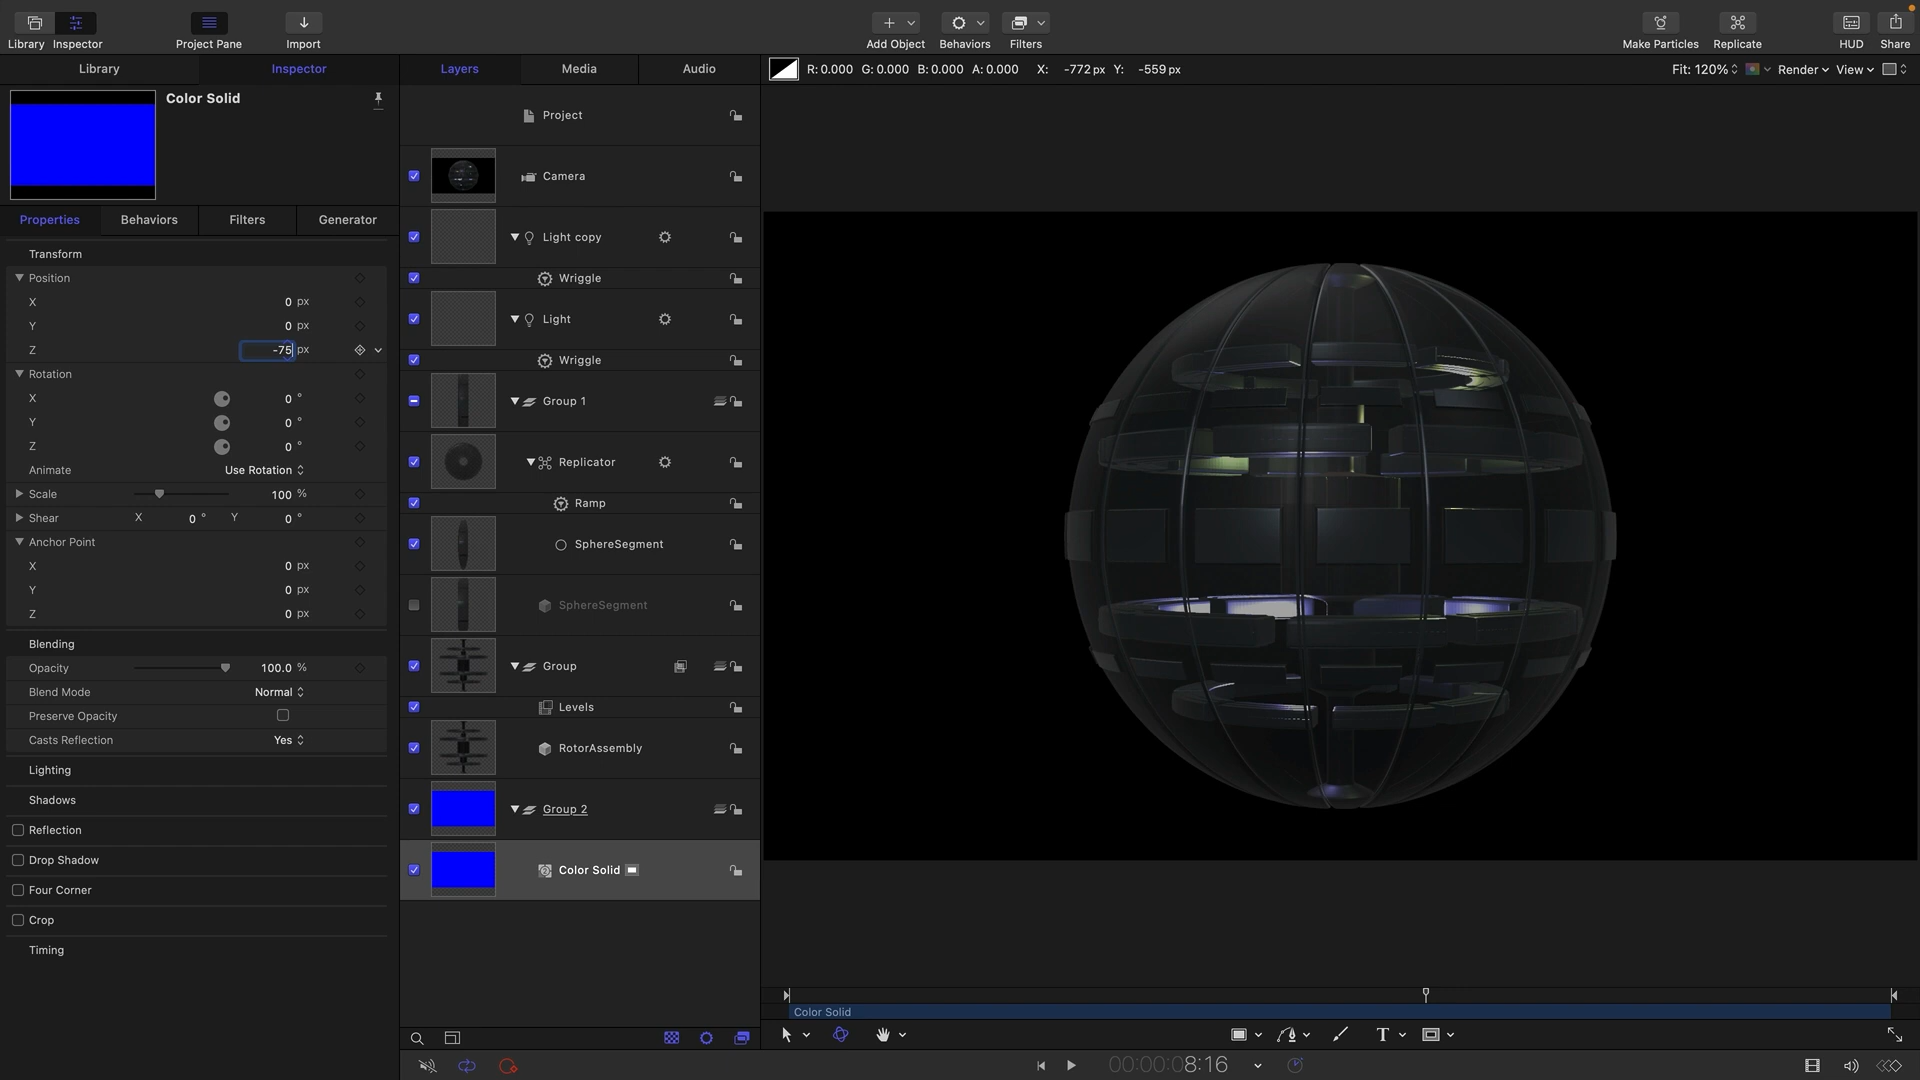 Library Inspector Project Pane Import Add Object Behaviors Filters Make Particles Replicate HUD Share
Library Inspector Layers Media Audio R: 0.000 G: 0.000 B: 0.000 A: 0.000 X: -772 px Y: -559 px Fit: 120% Render View
Color Solid
Properties Behaviors Filters Generator
Transform
Position
X 0 px
Y 0 px
Z -75 px
Rotation
X 0 °
Y 0 °
Z 0 °
Animate Use Rotation
Scale 100 %
Shear X 0 ° Y 0 °
Anchor Point
X 0 px
Y 0 px
Z 0 px
Blending
Opacity 100.0 %
Blend Mode Normal
Preserve Opacity
Casts Reflection Yes
Lighting
Shadows
Reflection
Drop Shadow
Four Corner
Crop
Timing
Project
Camera
Light copy
Wriggle
Light
Wriggle
Group 1
Replicator
Ramp
SphereSegment
SphereSegment
Group
Levels
RotorAssembly
Group 2
Color Solid
Color Solid
T
00:00:08:16